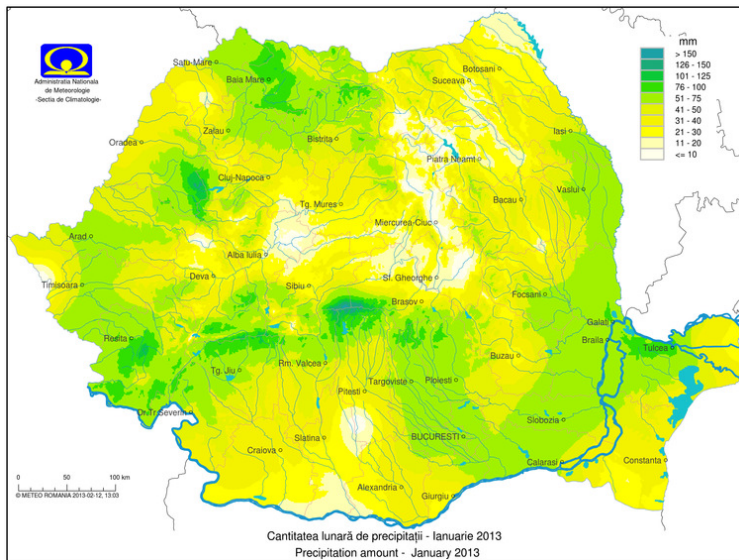 Administratia Nationala
de Meteorologie
-Sectia de Climatologie-
mm
> 150
126 - 150
101 - 125
76 - 100
51 - 75
41 - 50
31 - 40
21 - 30
11 - 20
<= 10
Satu Mare
Botosani
Baia Mare
Suceava
Zalau
Iasi
Oradea
Bistrita
Piatra Neamt
Cluj-Napoca
Vaslui
Tg. Mures
Bacau
Miercurea-Ciuc
Arad
Alba Iulia
Deva
Sf. Gheorghe
Timisoara
Sibiu
Focsani
Brasov
Galati
Resita
Braila
Tulcea
Rm. Valcea
Buzau
Tg. Jiu
Targoviste
Ploiesti
Pitesti
Dr.Tr.Severin
Slobozia
Slatina
BUCURESTI
Craiova
Calarasi
Constanta
Alexandria
Giurgiu
0 50 100 km
© METEO ROMANIA 2013-02-12, 13:03
Cantitatea lunară de precipitații - Ianuarie 2013
Precipitation amount - January 2013